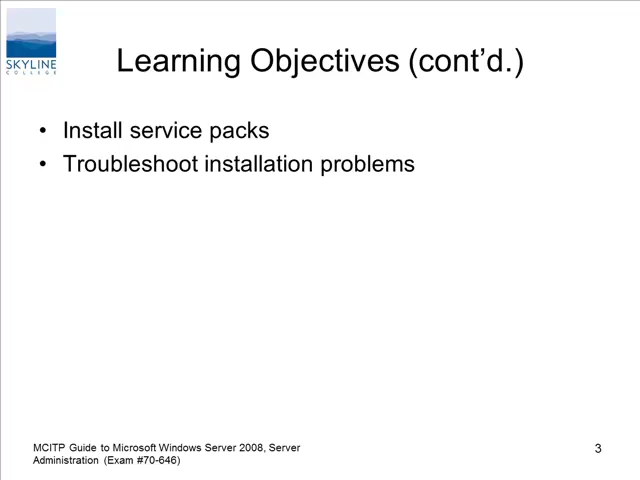 SKYLINE
COLLEGE
Learning Objectives (cont’d.)
• Install service packs
• Troubleshoot installation problems
MCITP Guide to Microsoft Windows Server 2008, Server
Administration (Exam #70-646)
3